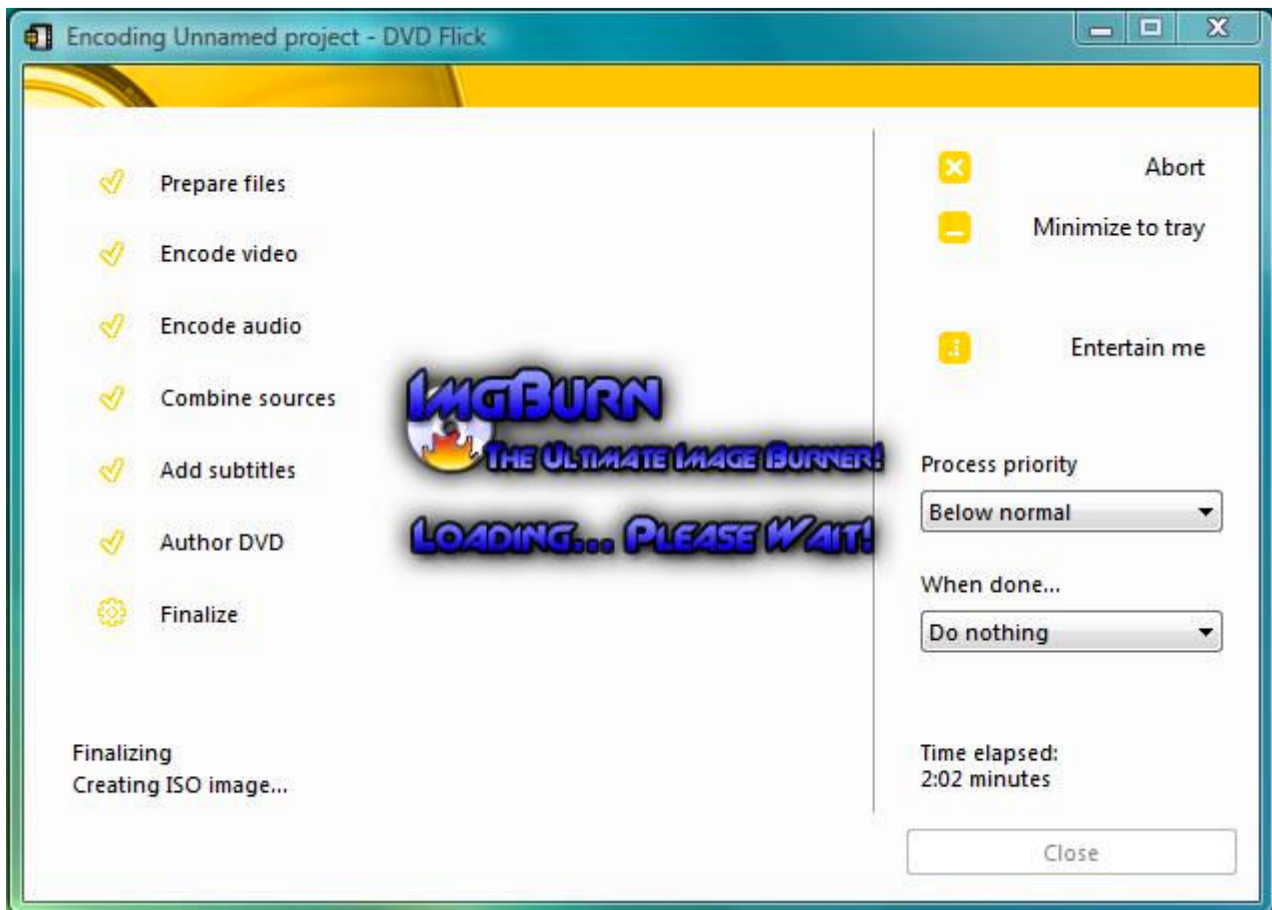 Encoding Unnamed project - DVD Flick
Prepare files
Encode video
Encode audio
Combine sources
Add subtitles
Author DVD
Finalize
ImgBurn
The Ultimate Image Burner!
Loading... Please Wait!
Finalizing
Creating ISO image...
Abort
Minimize to tray
Entertain me
Process priority
Below normal
When done...
Do nothing
Time elapsed:
2:02 minutes
Close